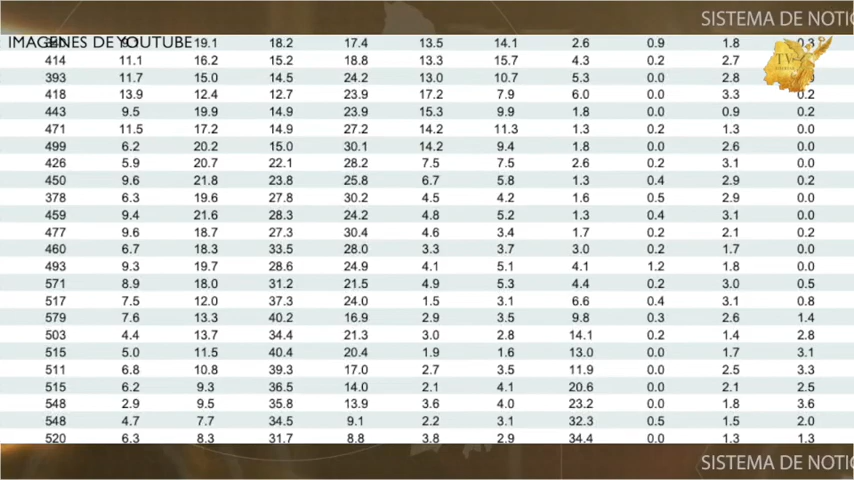 SISTEMA DE NOTIC
IMAGENES DE YOUTUBE 19.1 18.2 17.4 13.5 14.1 2.6 0.9 1.8 0.3
414 11.1 16.2 15.2 18.8 13.3 15.7 4.3 0.2 2.7
TV
393 11.7 15.0 14.5 24.2 13.0 10.7 5.3 0.0 2.8
418 13.9 12.4 12.7 23.9 17.2 7.9 6.0 0.0 3.3 0.2
443 9.5 19.9 14.9 23.9 15.3 9.9 1.8 0.0 0.9 0.2
471 11.5 17.2 14.9 27.2 14.2 11.3 1.3 0.2 1.3 0.0
499 6.2 20.2 15.0 30.1 14.2 9.4 1.8 0.0 2.6 0.0
426 5.9 20.7 22.1 28.2 7.5 7.5 2.6 0.2 3.1 0.0
450 9.6 21.8 23.8 25.8 6.7 5.8 1.3 0.4 2.9 0.2
378 6.3 19.6 27.8 30.2 4.5 4.2 1.6 0.5 2.9 0.0
459 9.4 21.6 28.3 24.2 4.8 5.2 1.3 0.4 3.1 0.0
477 9.6 18.7 27.3 30.4 4.6 3.4 1.7 0.2 2.1 0.2
460 6.7 18.3 33.5 28.0 3.3 3.7 3.0 0.2 1.7 0.0
493 9.3 19.7 28.6 24.9 4.1 5.1 4.1 1.2 1.8 0.0
571 8.9 18.0 31.2 21.5 4.9 5.3 4.4 0.2 3.0 0.5
517 7.5 12.0 37.3 24.0 1.5 3.1 6.6 0.4 3.1 0.8
579 7.6 13.3 40.2 16.9 2.9 3.5 9.8 0.3 2.6 1.4
503 4.4 13.7 34.4 21.3 3.0 2.8 14.1 0.2 1.4 2.8
515 5.0 11.5 40.4 20.4 1.9 1.6 13.0 0.0 1.7 3.1
511 6.8 10.8 39.3 17.0 2.7 3.5 11.9 0.0 2.5 3.3
515 6.2 9.3 36.5 14.0 2.1 4.1 20.6 0.0 2.1 2.5
548 2.9 9.5 35.8 13.9 3.6 4.0 23.2 0.0 1.8 3.6
548 4.7 7.7 34.5 9.1 2.2 3.1 32.3 0.5 1.5 2.0
520 6.3 8.3 31.7 8.8 3.8 2.9 34.4 0.0 1.3 1.3
SISTEMA DE NOTIC